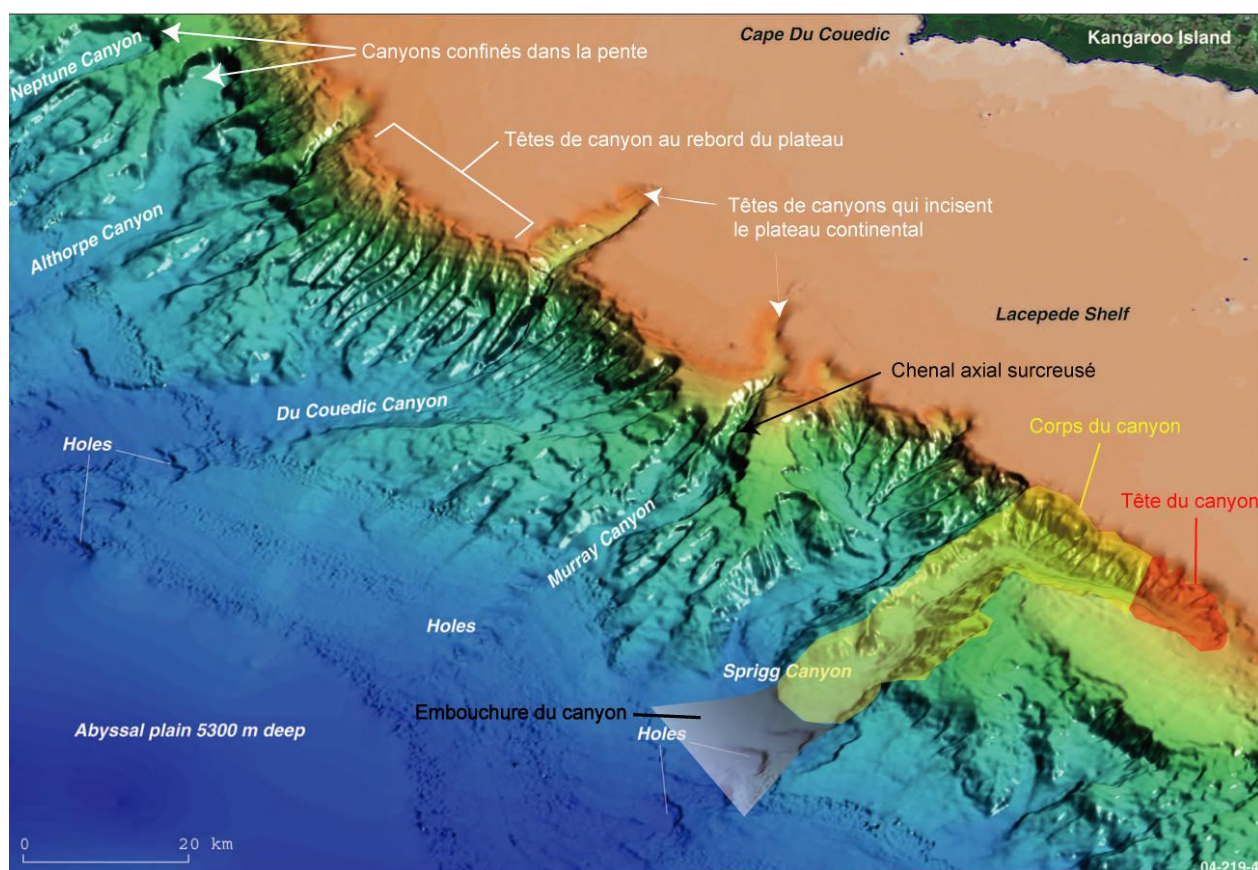 Cape Du Couedic
Kangaroo Island
Canyons confinés dans la pente
Neptune Canyon
Têtes de canyon au rebord du plateau
Têtes de canyons qui incisent
le plateau continental
Althorpe Canyon
Lacepede Shelf
Chenal axial surcreusé
Du Couedic Canyon
Corps du canyon
Holes
Tête du canyon
Murray Canyon
Holes
Sprigg Canyon
Embouchure du canyon
Abyssal plain 5300 m deep
Holes
0 20 km
04-219-4